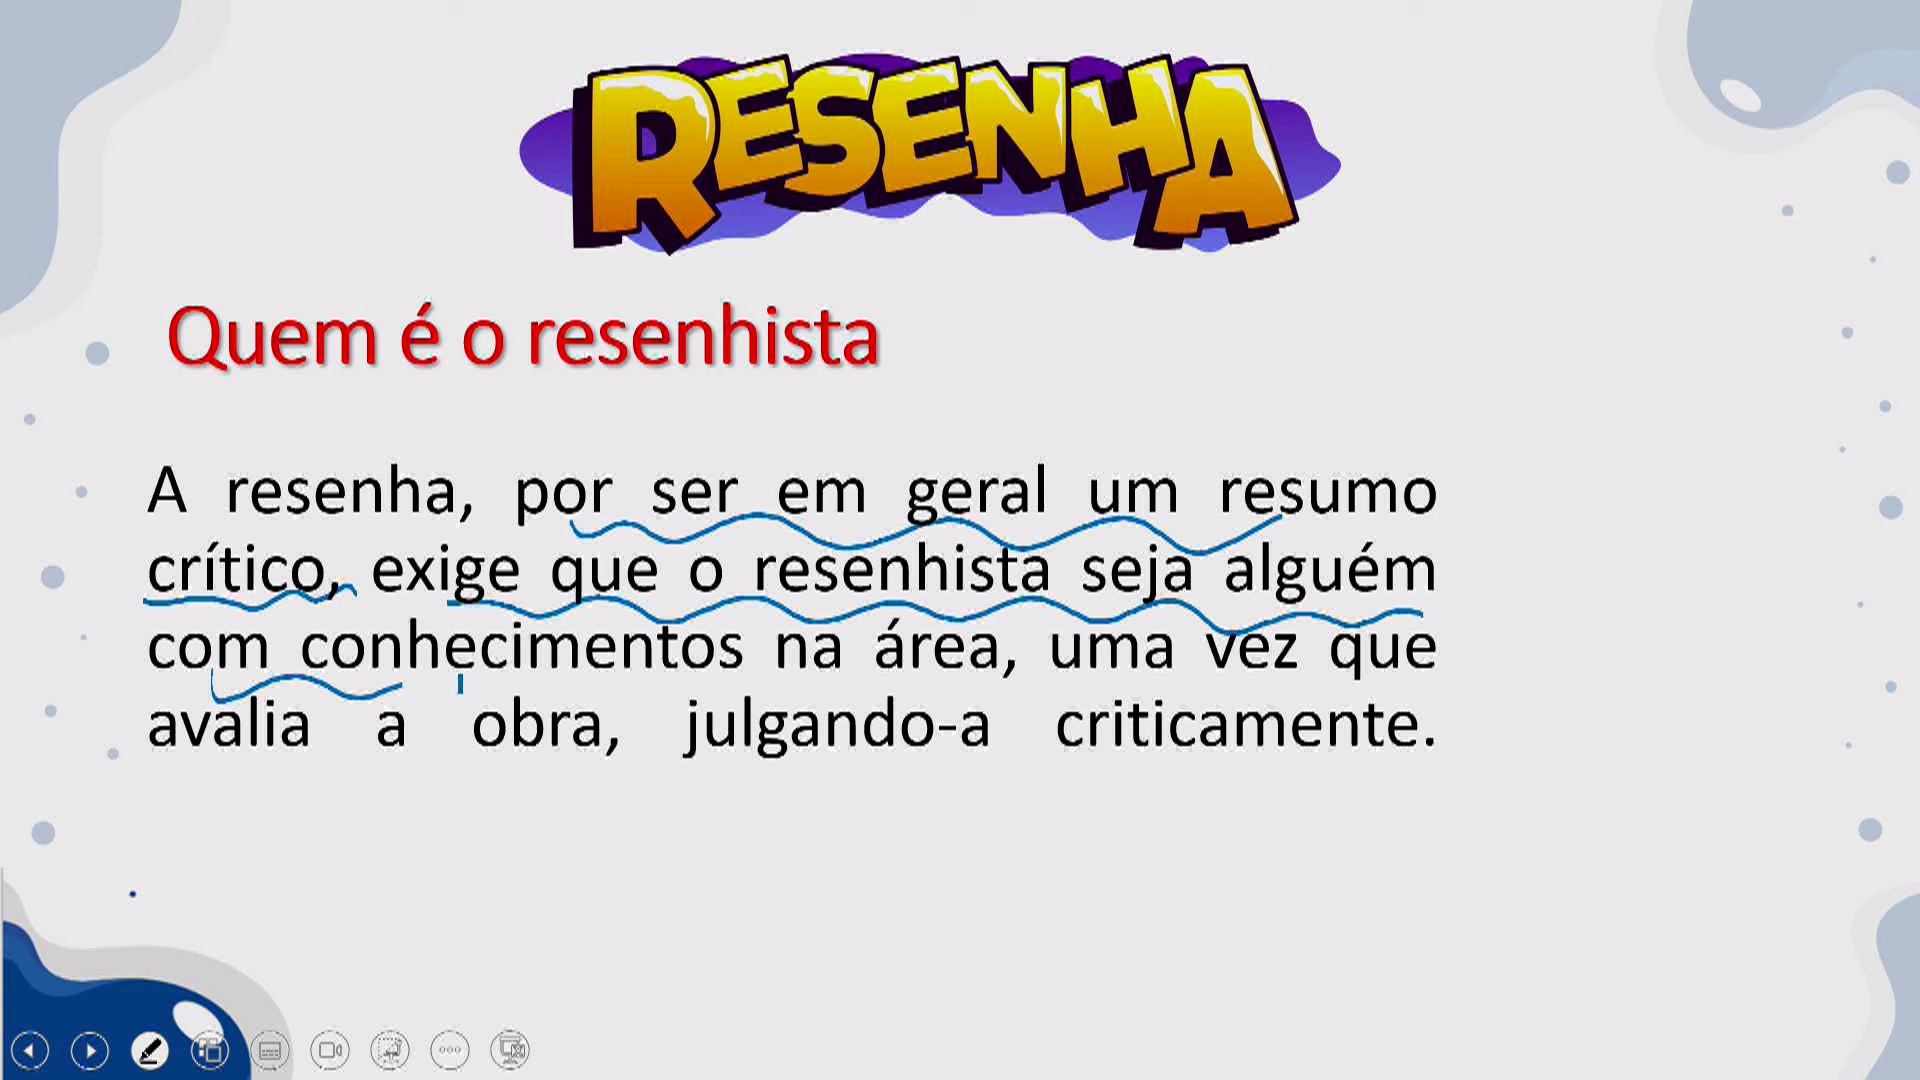 RESENHA
Quem é o resenhista
A resenha, por ser em geral um resumo
crítico, exige que o resenhista seja alguém
com conhecimentos na área, uma vez que
avalia a obra, julgando-a criticamente.